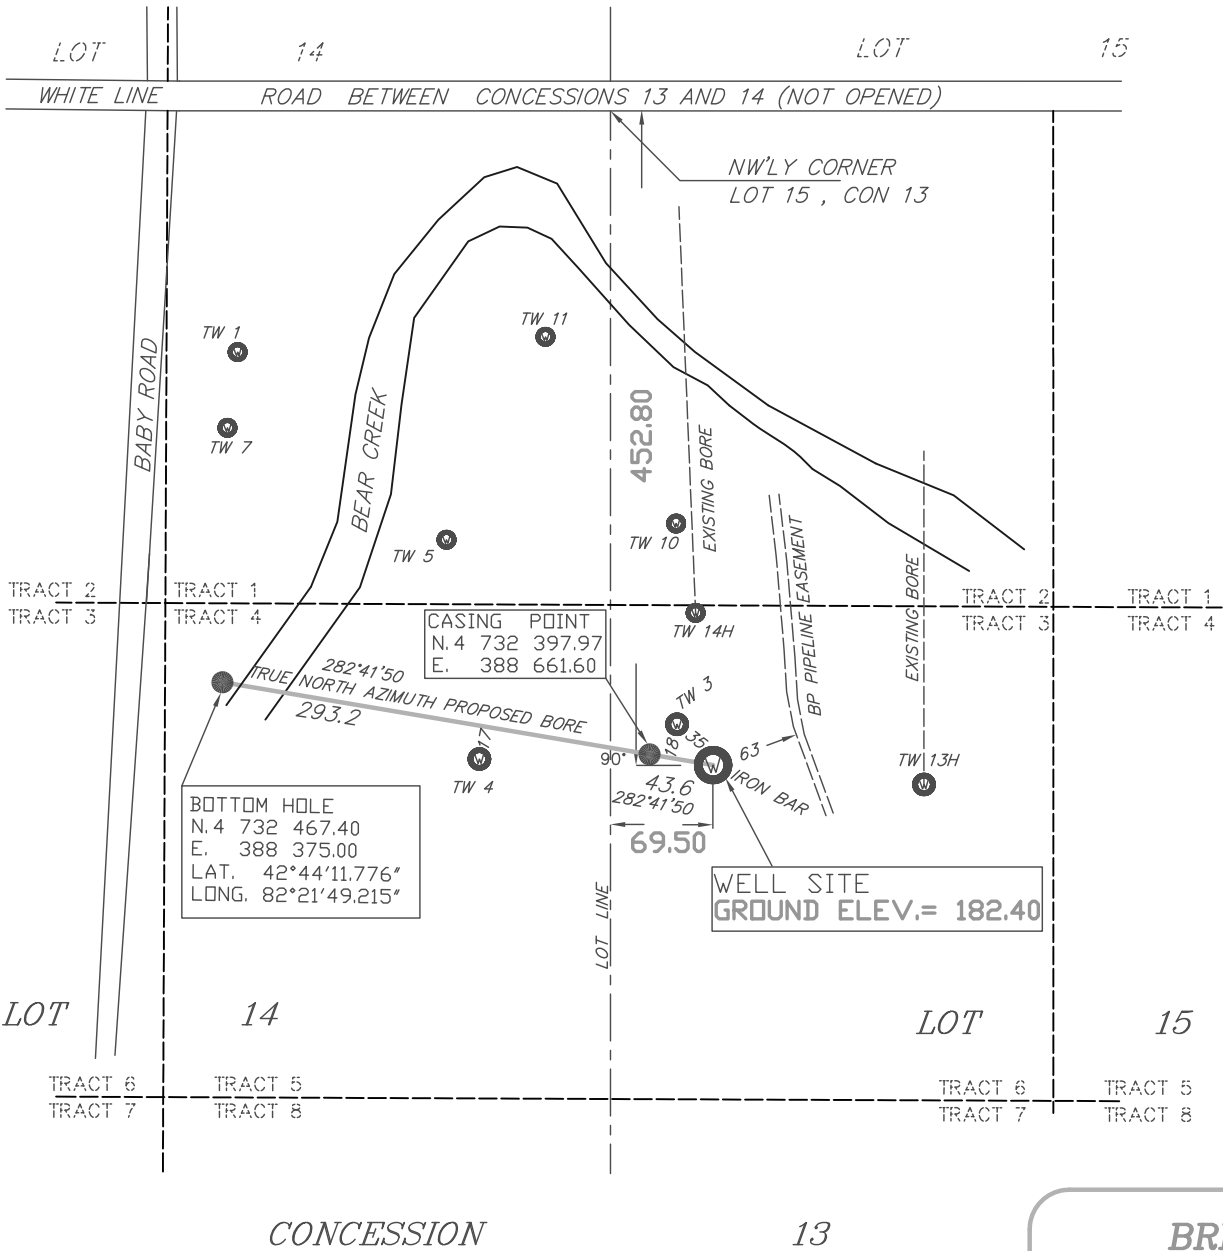 LOT 14 LOT 15
WHITE LINE ROAD BETWEEN CONCESSIONS 13 AND 14 (NOT OPENED)
NW'LY CORNER
LOT 15 , CON 13
TW 1
TW 11
BABY ROAD
TW 7
BEAR CREEK
452.80
EXISTING BORE
TW 5
TW 10
BP PIPELINE EASEMENT
EXISTING BORE
TRACT 2 TRACT 1 TRACT 2 TRACT 1
TRACT 3 TRACT 4 TRACT 3 TRACT 4
CASING POINT
N.4 732 397.97
E. 388 661.60
TW 14H
282°41'50
TRUE NORTH AZIMUTH PROPOSED BORE
293.2
TW 3
17
18
35
63
90°
TW 4
43.6
282°41'50
IRON BAR
TW 13H
69.50
BOTTOM HOLE
N.4 732 467.40
E. 388 375.00
LAT. 42°44'11.776"
LONG. 82°21'49.215"
WELL SITE
GROUND ELEV.= 182.40
LOT LINE
LOT 14 LOT 15
TRACT 6 TRACT 5 TRACT 6 TRACT 5
TRACT 7 TRACT 8 TRACT 7 TRACT 8
CONCESSION 13